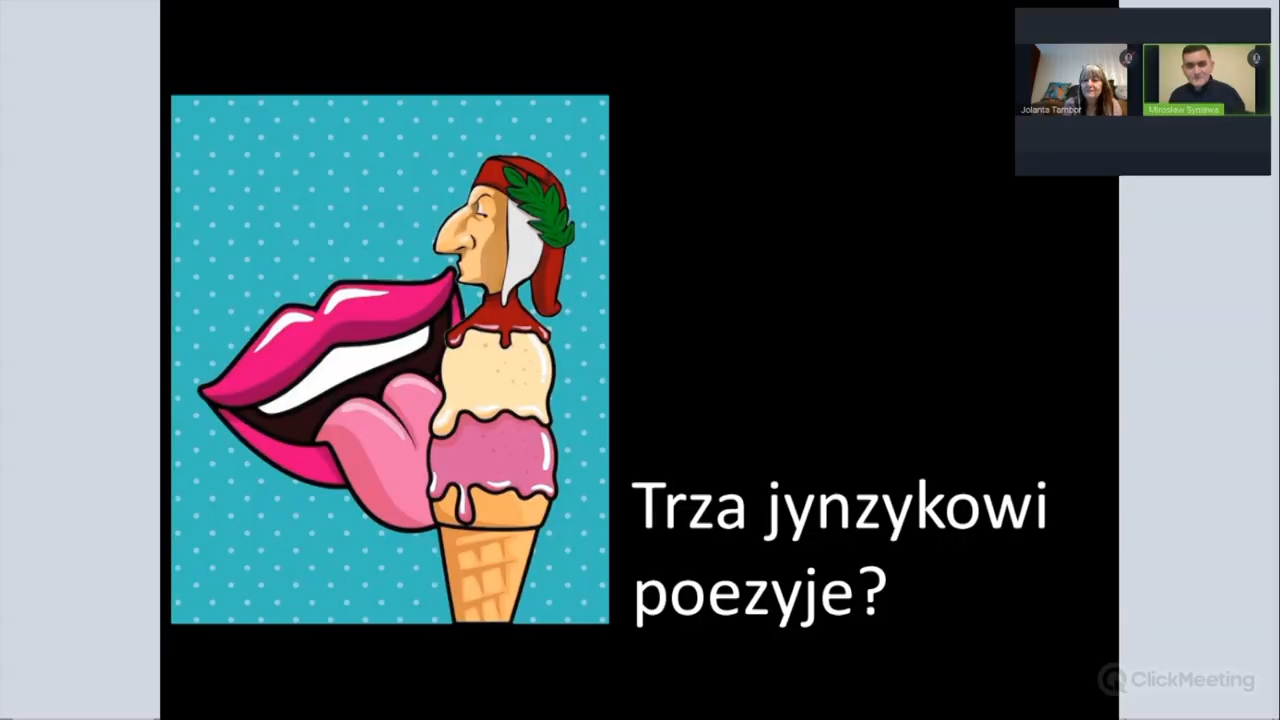 Jolanta Tambor
Mirosław Syniawa
Trza jynzykowi
poezyje?
ClickMeeting